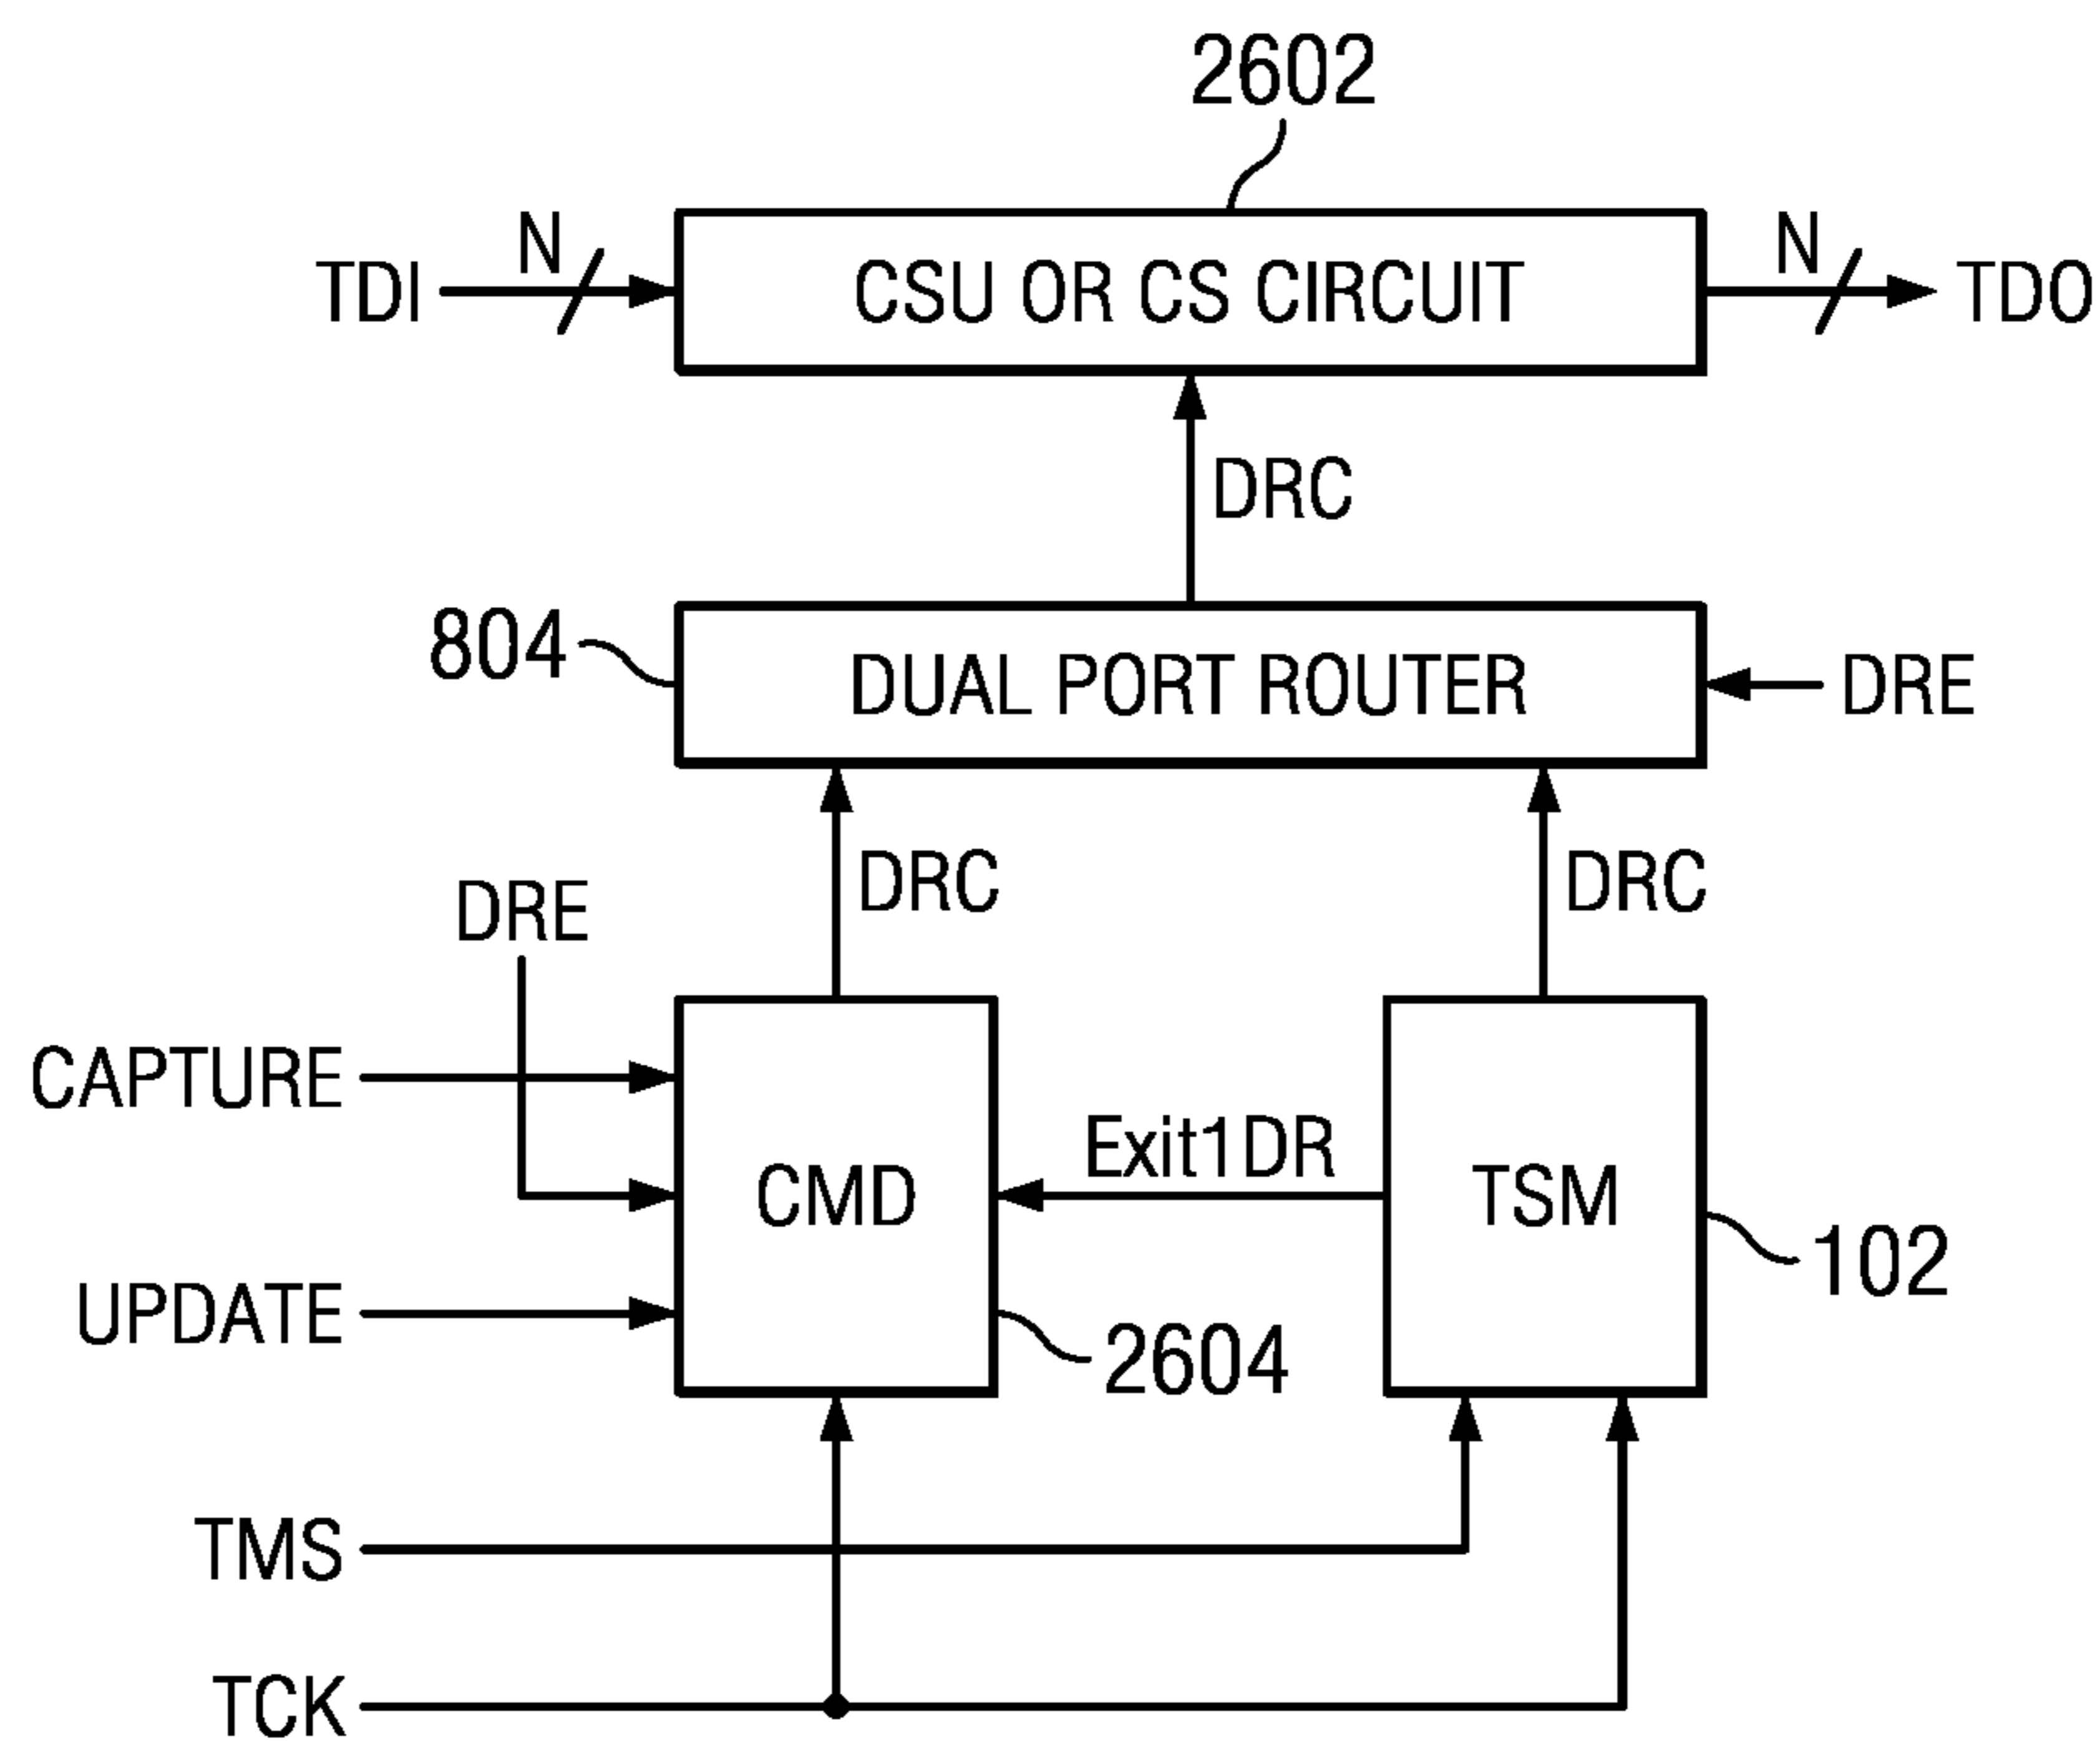 2602
N
N
TDI
CSU OR CS CIRCUIT
TDO
DRC
804
DUAL PORT ROUTER
DRE
DRC
DRC
DRE
CAPTURE
Exit1DR
CMD
TSM
102
UPDATE
2604
TMS
TCK